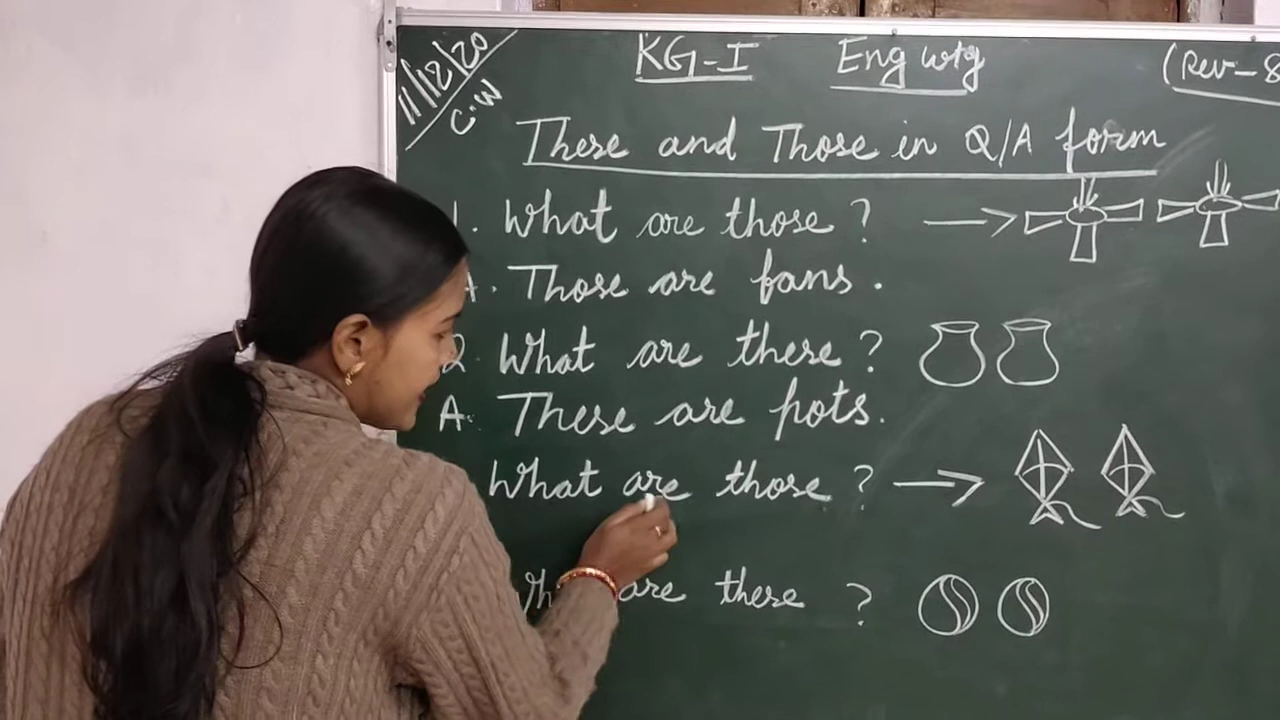 11/12/20
C.W
KG-I Eng wtg (Rev-8
These and Those in Q/A form
1. What are those?
A. Those are fans.
2. What are these?
A. These are pots.
What are those?
Wh are these ?